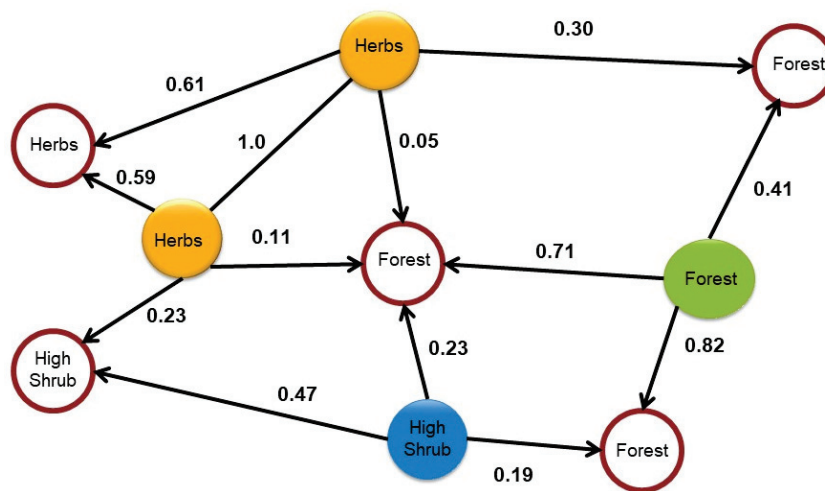 0.30
Herbs
Forest
0.61
1.0
0.05
Herbs
0.59
0.41
Herbs
0.11
Forest
0.71
Forest
0.23
0.23
0.82
High
Shrub
0.47
High
Shrub
0.19
Forest